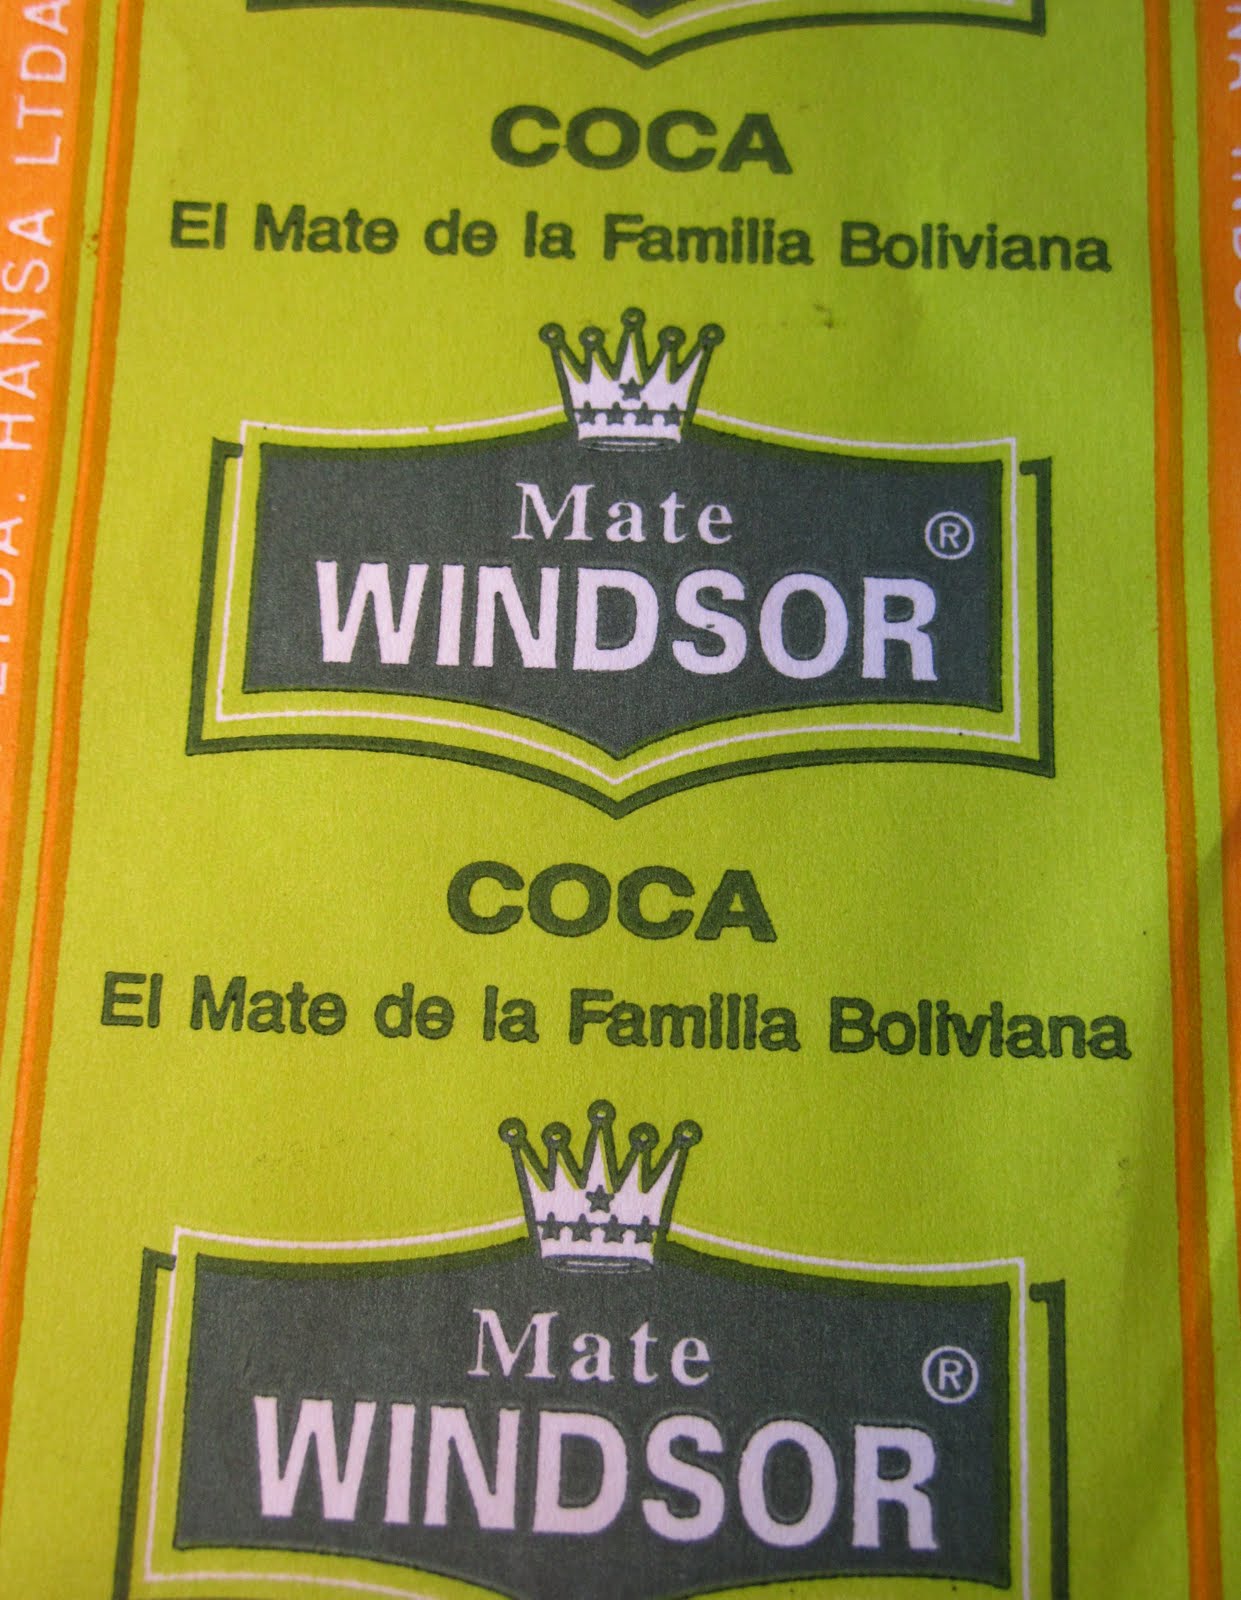 COCA
El Mate de la Familia Boliviana
Mate
WINDSOR ®
COCA
El Mate de la Familia Boliviana
Mate
WINDSOR ®
LTDA. HANSA LTDA